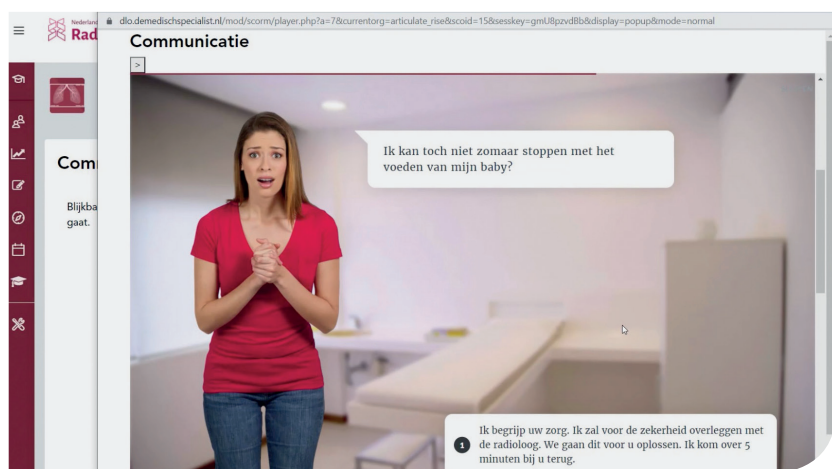 dlo.demedischspecialist.nl/mod/scorm/player.php?a=7&currentorg=articulate_rise&scoid=15&sesskey=gmU8pzvdBb&display=popup&mode=normal
Nederland
Rad
Communicatie
>
Ik kan toch niet zomaar stoppen met het
voeden van mijn baby?
Com
Blijkba
gaat.
1
Ik begrijp uw zorg. Ik zal voor de zekerheid overleggen met
de radioloog. We gaan dit voor u oplossen. Ik kom over 5
minuten bij u terug.